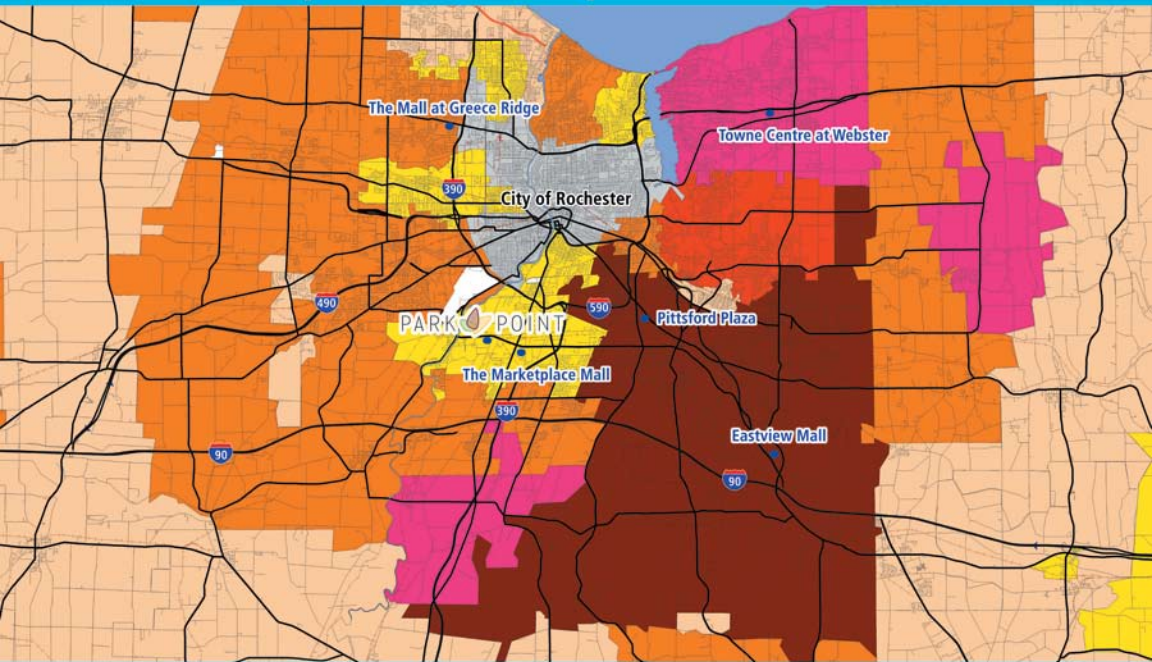 The Mall at Greece Ridge
Towne Centre at Webster
390
City of Rochester
490
590
PARK POINT
Pittsford Plaza
The Marketplace Mall
390
Eastview Mall
90
90